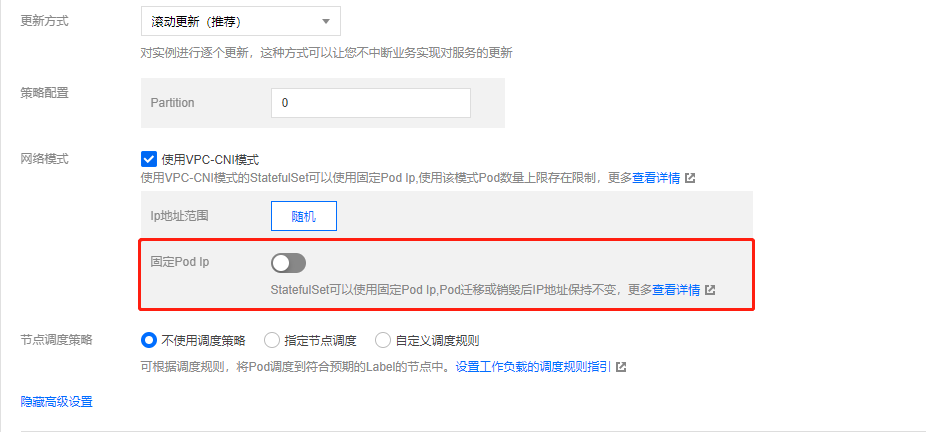 更新方式 滚动更新（推荐）
对实例进行逐个更新，这种方式可以让您不中断业务实现对服务的更新
策略配置 Partition 0
网络模式 使用VPC-CNI模式
使用VPC-CNI模式的StatefulSet可以使用固定Pod Ip,使用该模式Pod数量上限存在限制，更多查看详情
Ip地址范围 随机
固定Pod Ip
StatefulSet可以使用固定Pod Ip,Pod迁移或销毁后IP地址保持不变，更多查看详情
节点调度策略 不使用调度策略 指定节点调度 自定义调度规则
可根据调度规则，将Pod调度到符合预期的Label的节点中。设置工作负载的调度规则指引
隐藏高级设置